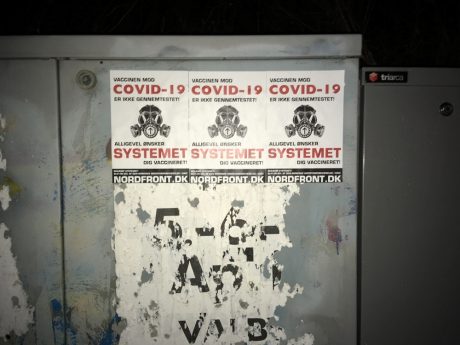 VACCINEN MOD
COVID-19
ER IKKE GENNEMTESTET!
ALLIGEVEL ØNSKER
SYSTEMET
DIG VACCINERET!
NORDFRONT.DK
VACCINEN MOD
COVID-19
ER IKKE GENNEMTESTET!
ALLIGEVEL ØNSKER
SYSTEMET
DIG VACCINERET!
NORDFRONT.DK
VACCINEN MOD
COVID-19
ER IKKE GENNEMTESTET!
ALLIGEVEL ØNSKER
SYSTEMET
DIG VACCINERET!
NORDFRONT.DK
triarca